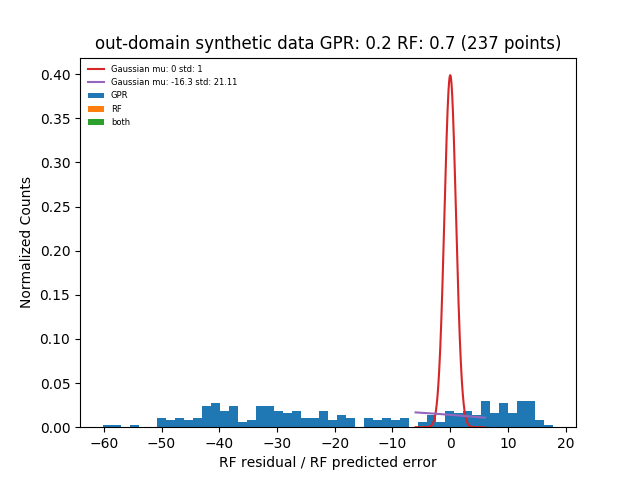 out-domain synthetic data GPR: 0.2 RF: 0.7 (237 points)
Gaussian mu: 0 std: 1
Gaussian mu: -16.3 std: 21.11
GPR
RF
both
Normalized Counts
0.40
0.35
0.30
0.25
0.20
0.15
0.10
0.05
0.00
−60 −50 −40 −30 −20 −10 0 10 20
RF residual / RF predicted error